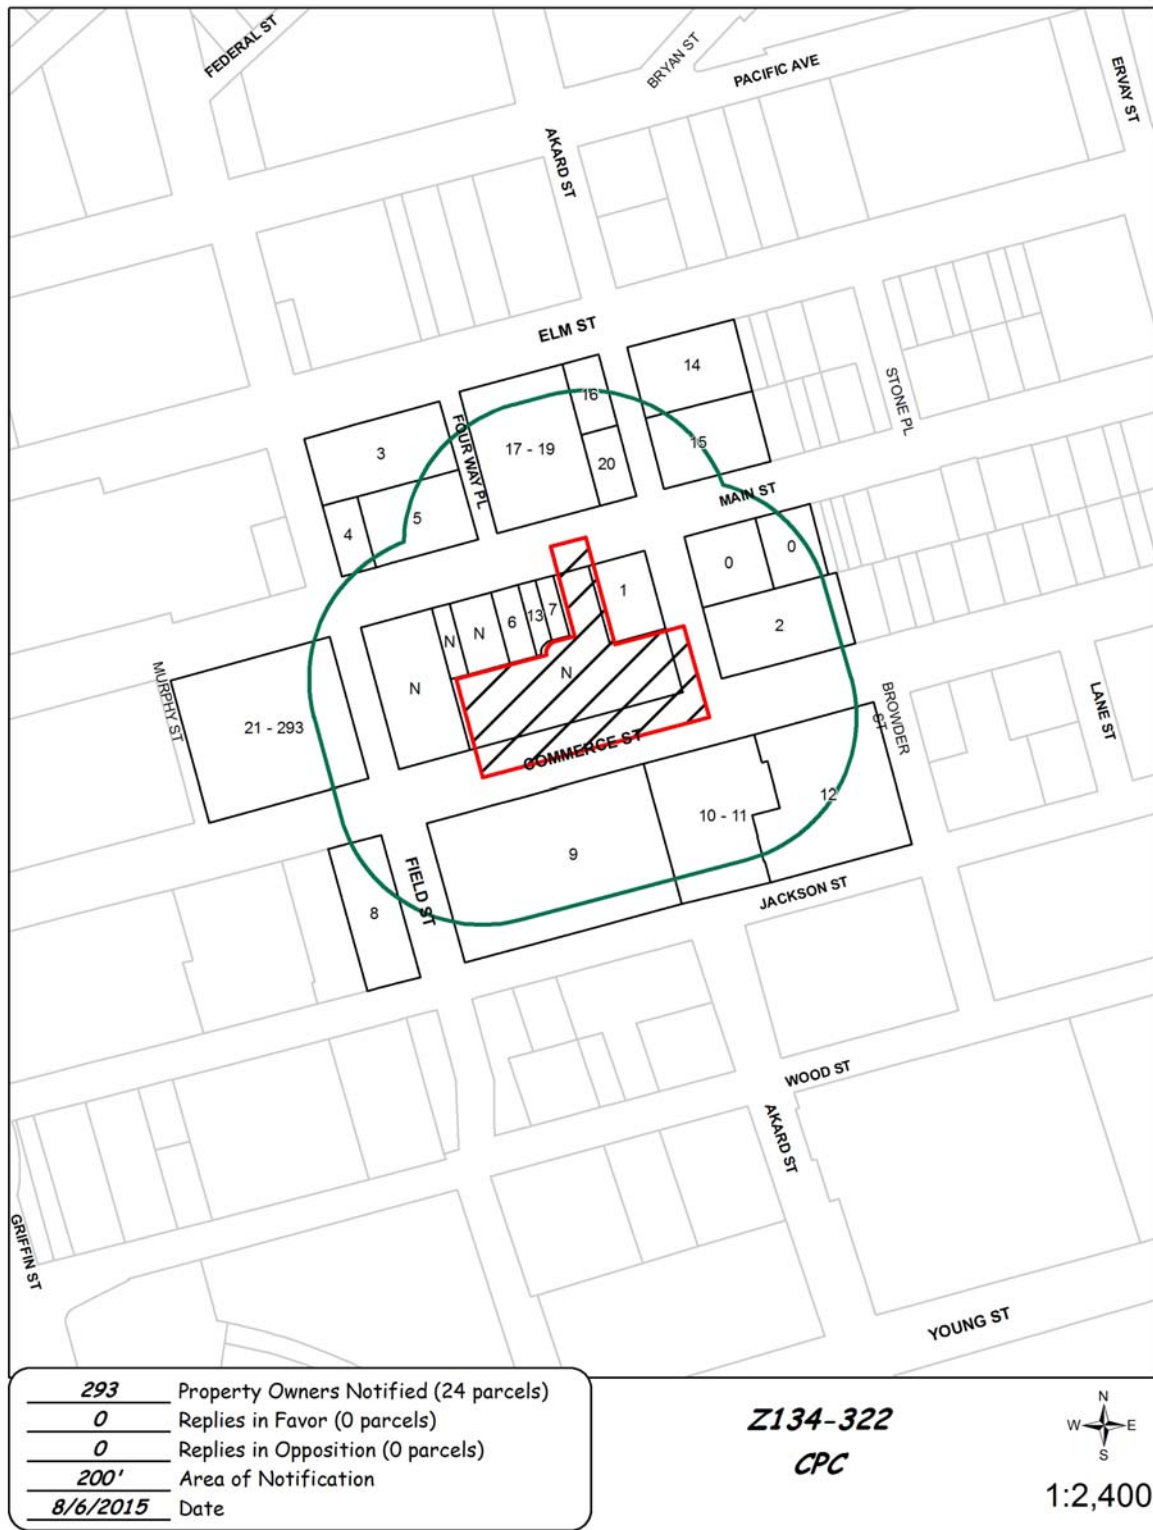 FEDERAL ST
BRYAN ST
PACIFIC AVE
ERVAY ST
AKARD ST
ELM ST
14
STONE PL
16
3
FOUR WAY PL
17 - 19
15
20
MAIN ST
4
5
0
0
1
N
N
6
13
7
2
MURPHY ST
N
N
21 - 293
COMMERCE ST
BROWDER ST
LANE ST
12
10 - 11
9
FIELD ST
8
JACKSON ST
WOOD ST
AKARD ST
GRIFFIN ST
YOUNG ST
293 Property Owners Notified (24 parcels)
0 Replies in Favor (0 parcels)
0 Replies in Opposition (0 parcels)
200' Area of Notification
8/6/2015 Date
Z134-322
CPC
N
W E
S
1:2,400